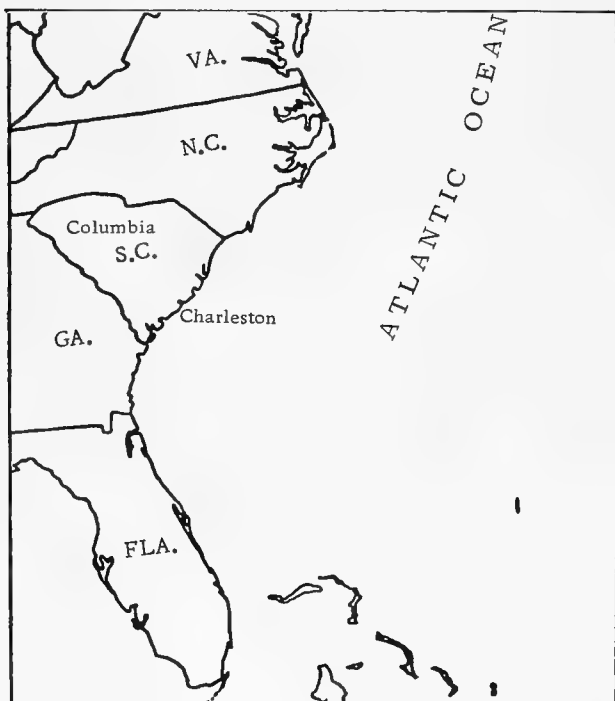 VA.
ATLANTIC OCEAN
N.C.
Columbia
S.C.
Charleston
GA.
FLA.